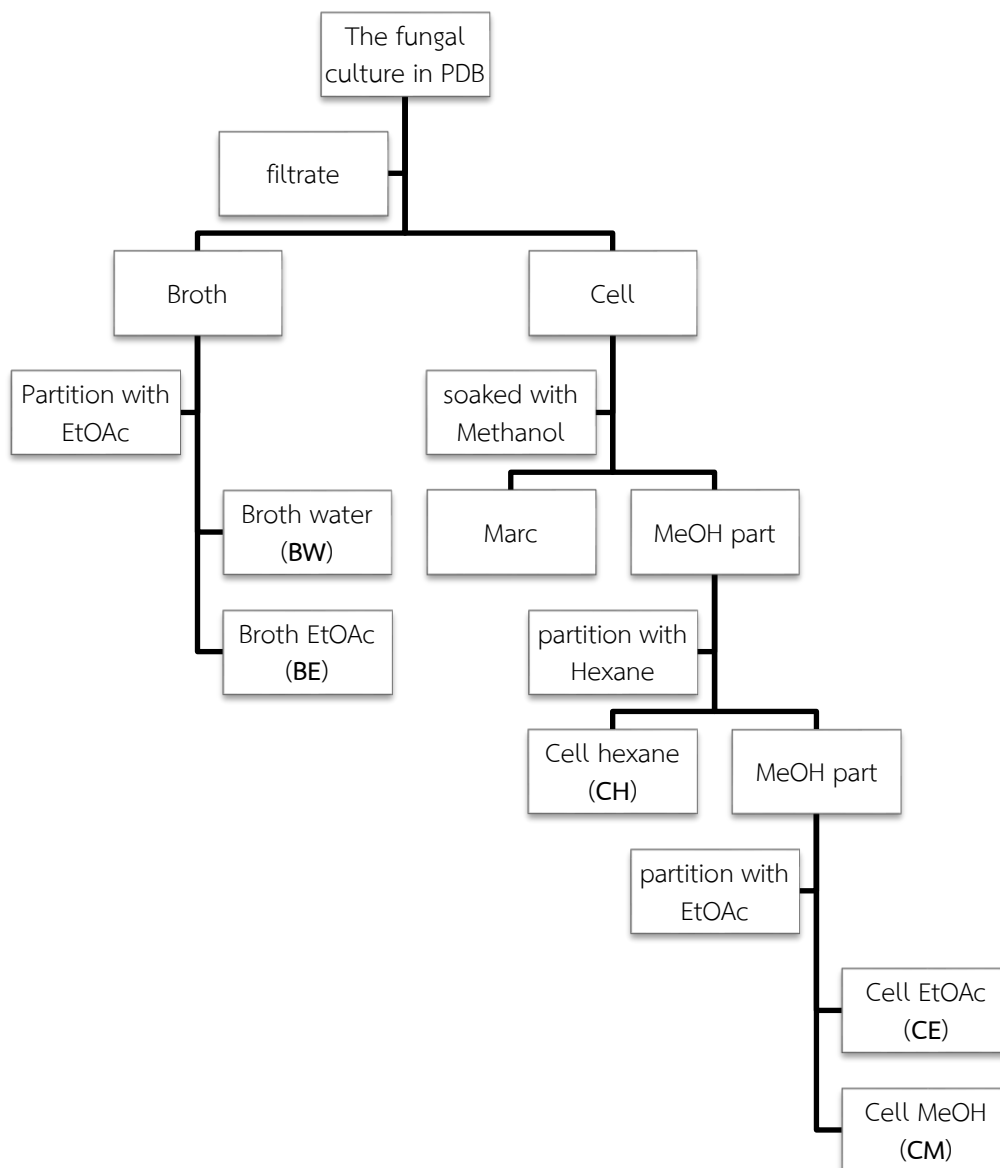 The fungal
culture in PDB
filtrate
Broth
Cell
Partition with
EtOAc
soaked with
Methanol
Broth water
(BW)
Marc
MeOH part
Broth EtOAc
(BE)
partition with
Hexane
Cell hexane
(CH)
MeOH part
partition with
EtOAc
Cell EtOAc
(CE)
Cell MeOH
(CM)